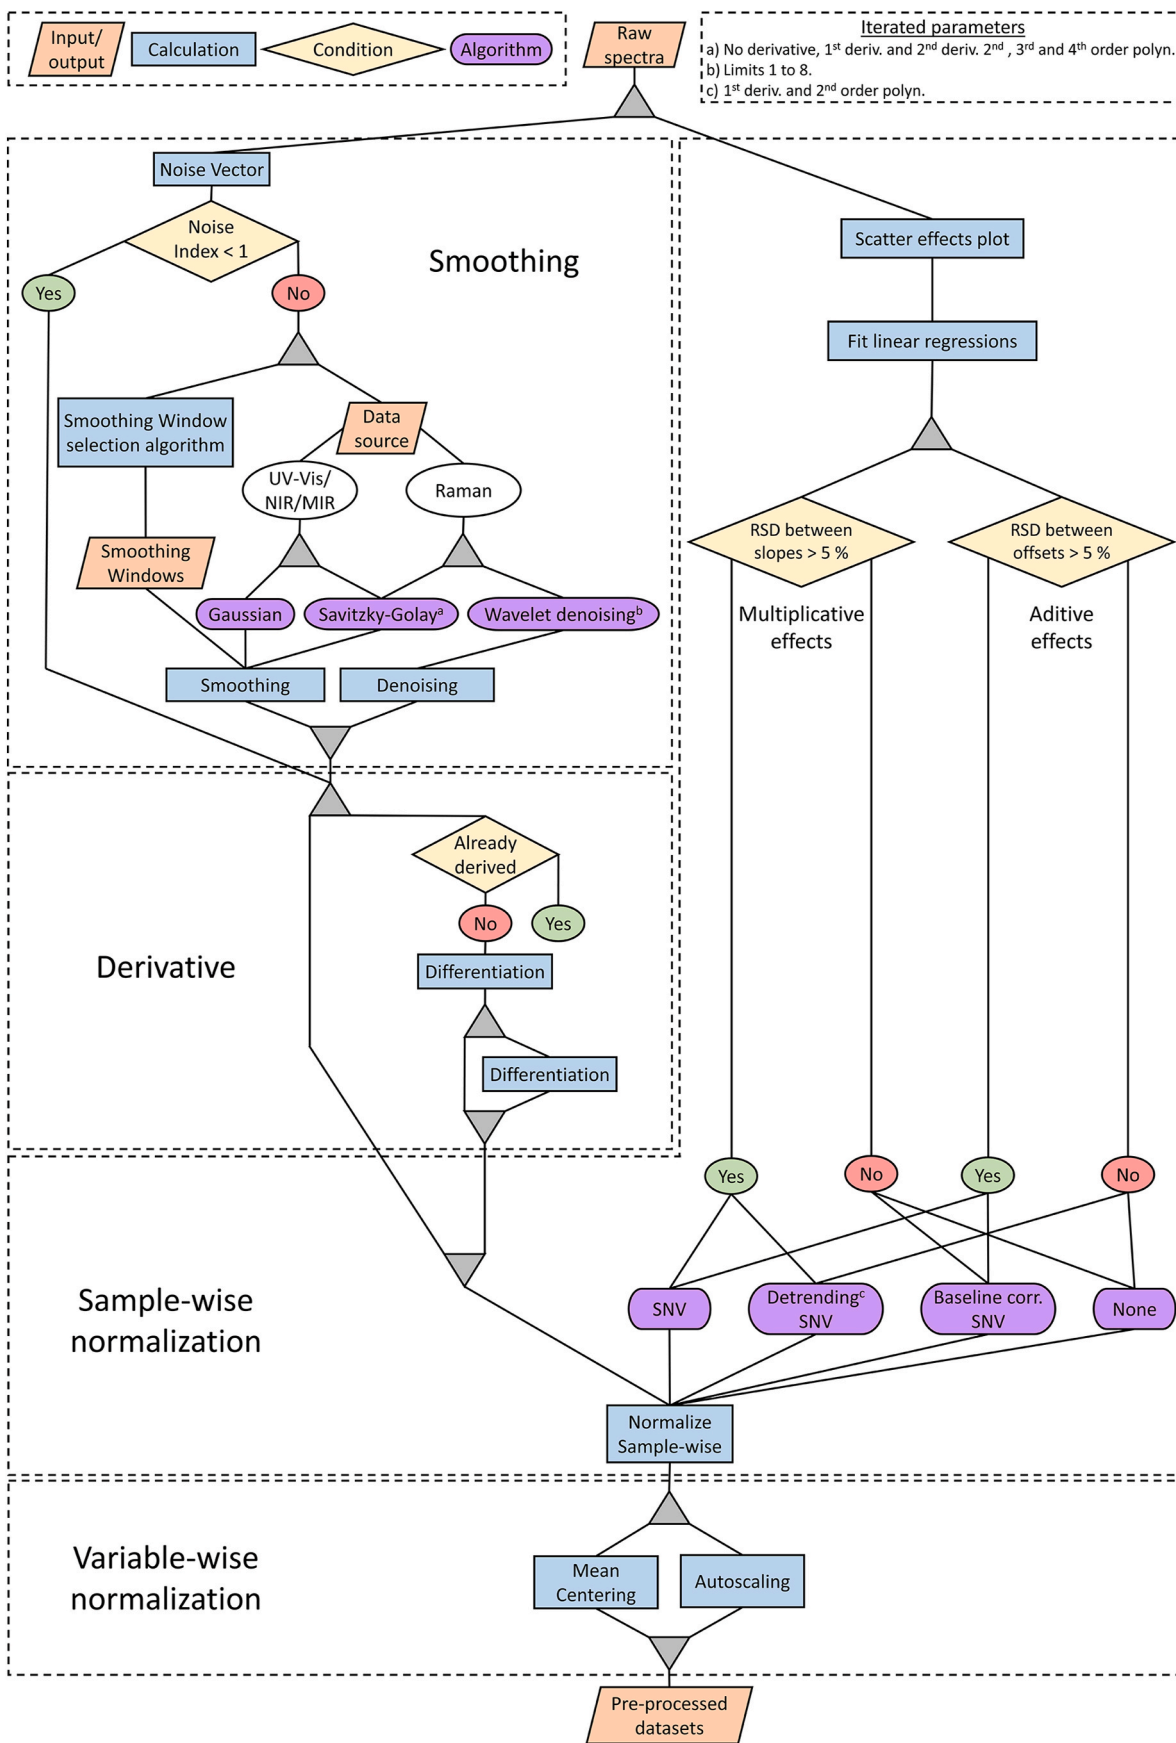 Input/
output
Calculation
Condition
Algorithm
Raw
spectra
Iterated parameters
a) No derivative, 1st deriv. and 2nd deriv. 2nd , 3rd and 4th order polyn.
b) Limits 1 to 8.
c) 1st deriv. and 2nd order polyn.
Noise Vector
Noise
Index < 1
Smoothing
Yes
No
Smoothing Window
selection algorithm
Data
source
UV-Vis/
NIR/MIR
Raman
Smoothing
Windows
Gaussian
Savitzky-Golaya
Wavelet denoisingb
Smoothing
Denoising
Scatter effects plot
Fit linear regressions
RSD between
slopes > 5 %
RSD between
offsets > 5 %
Multiplicative
effects
Aditive
effects
Already
derived
No
Yes
Derivative
Differentiation
Differentiation
Yes
No
Yes
No
Sample-wise
normalization
SNV
Detrendingc
SNV
Baseline corr.
SNV
None
Normalize
Sample-wise
Variable-wise
normalization
Mean
Centering
Autoscaling
Pre-processed
datasets